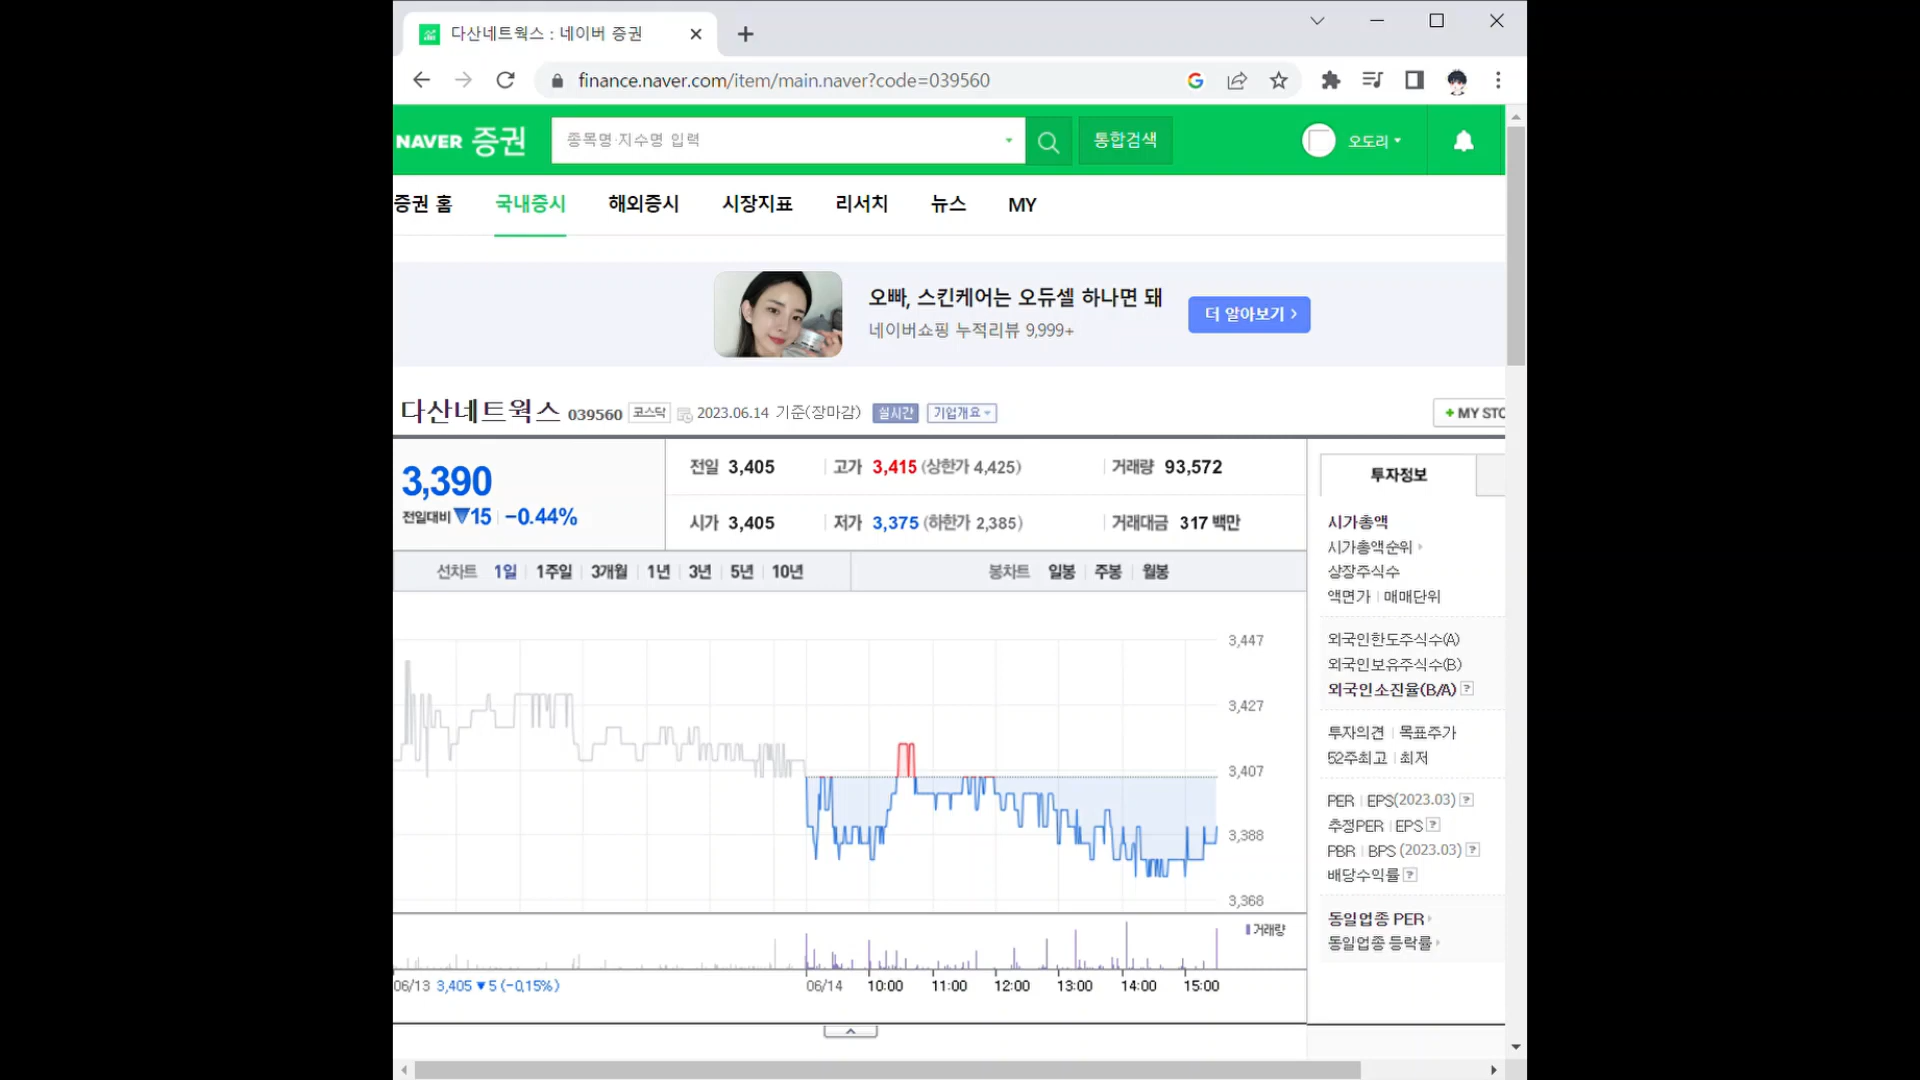 다산네트웍스 : 네이버 증권
finance.naver.com/item/main.naver?code=039560
NAVER 증권
종목명·지수명 입력
통합검색
오도리
증권 홈 국내증시 해외증시 시장지표 리서치 뉴스 MY
오빠, 스킨케어는 오듀셀 하나면 돼
네이버쇼핑 누적리뷰 9,999+
더 알아보기 >
다산네트웍스 039560 코스닥 2023.06.14 기준(장마감) 실시간 기업개요
+ MY STO
3,390
전일대비 ▼15 -0.44%
전일 3,405 고가 3,415 (상한가 4,425) 거래량 93,572
시가 3,405 저가 3,375 (하한가 2,385) 거래대금 317 백만
선차트 1일 1주일 3개월 1년 3년 5년 10년
봉차트 일봉 주봉 월봉
3,447
3,427
3,407
3,388
3,368
거래량
06/13 3,405 ▼5 (-0.15%)
06/14 10:00 11:00 12:00 13:00 14:00 15:00
투자정보
시가총액
시가총액순위
상장주식수
액면가 | 매매단위
외국인한도주식수(A)
외국인보유주식수(B)
외국인소진율(B/A) ?
투자의견 | 목표주가
52주최고 | 최저
PER | EPS(2023.03) ?
추정PER | EPS ?
PBR | BPS (2023.03) ?
배당수익률 ?
동일업종 PER
동일업종 등락률